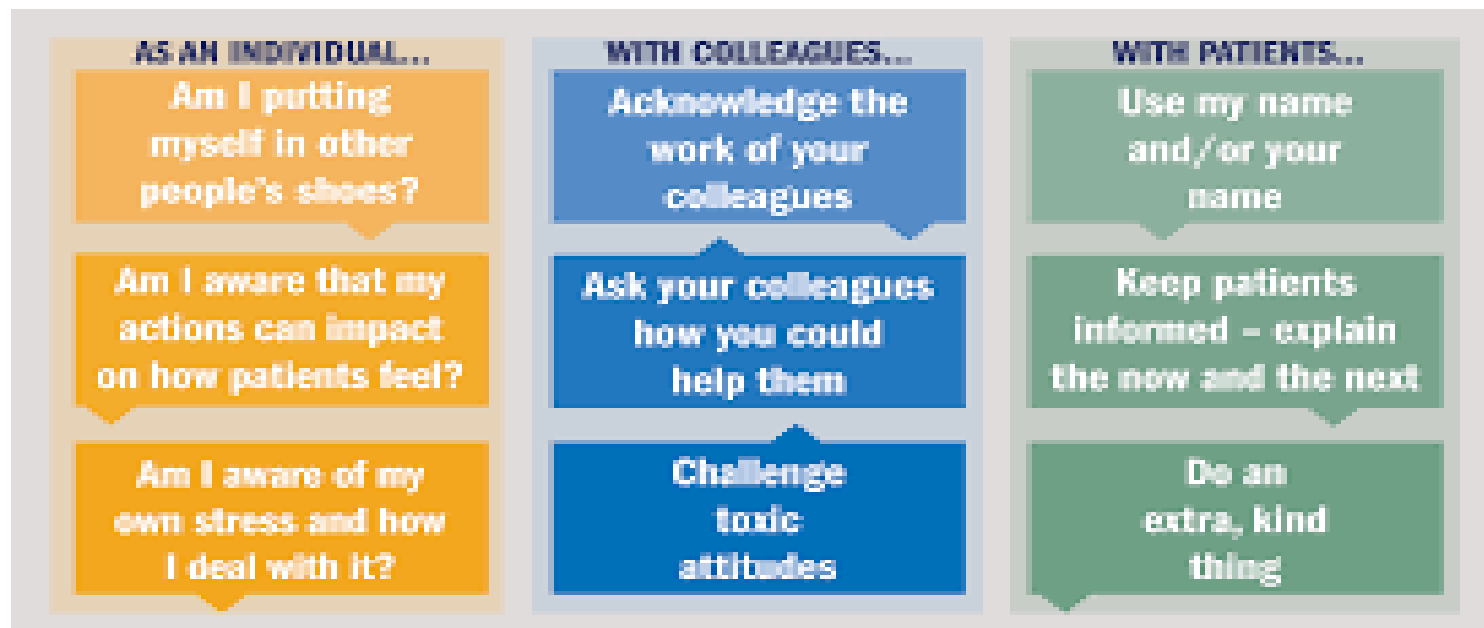 AS AN INDIVIDUAL...
Am I putting
myself in other
people's shoes?
Am I aware that my
actions can impact
on how patients feel?
Am I aware of my
own stress and how
I deal with it?
WITH COLLEAGUES...
Acknowledge the
work of your
colleagues
Ask your colleagues
how you could
help them
Challenge
toxic
attitudes
WITH PATIENTS...
Use my name
and/or your
name
Keep patients
informed – explain
the now and the next
Do an
extra, kind
thing